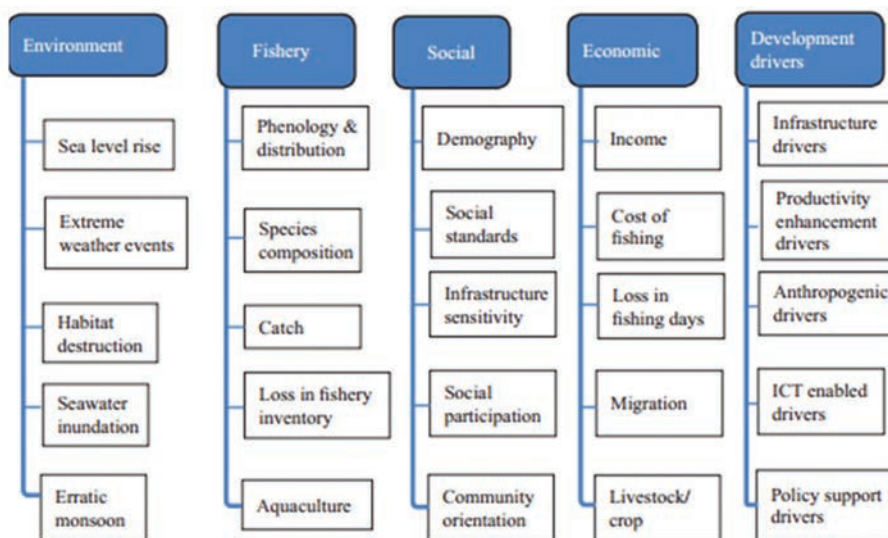 Environment
Sea level rise
Extreme
weather events
Habitat
destruction
Seawater
inundation
Erratic
monsoon
Fishery
Phenology &
distribution
Species
composition
Catch
Loss in fishery
inventory
Aquaculture
Social
Demography
Social
standards
Infrastructure
sensitivity
Social
participation
Community
orientation
Economic
Income
Cost of
fishing
Loss in
fishing days
Migration
Livestock/
crop
Development
drivers
Infrastructure
drivers
Productivity
enhancement
drivers
Anthropogenic
drivers
ICT enabled
drivers
Policy support
drivers